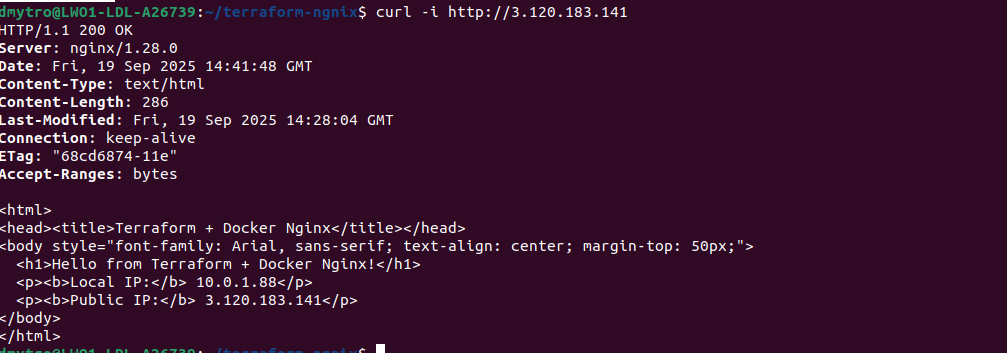 dmytro@LWO1-LDL-A26739:~/terraform-ngnix$ curl -i http://3.120.183.141
HTTP/1.1 200 OK
Server: nginx/1.28.0
Date: Fri, 19 Sep 2025 14:41:48 GMT
Content-Type: text/html
Content-Length: 286
Last-Modified: Fri, 19 Sep 2025 14:28:04 GMT
Connection: keep-alive
ETag: "68cd6874-11e"
Accept-Ranges: bytes

<html>
<head><title>Terraform + Docker Nginx</title></head>
<body style="font-family: Arial, sans-serif; text-align: center; margin-top: 50px;">
  <h1>Hello from Terraform + Docker Nginx!</h1>
  <p><b>Local IP:</b> 10.0.1.88</p>
  <p><b>Public IP:</b> 3.120.183.141</p>
</body>
</html>
dmytro@LWO1-LDL-A26739:~/terraform-ngnix$